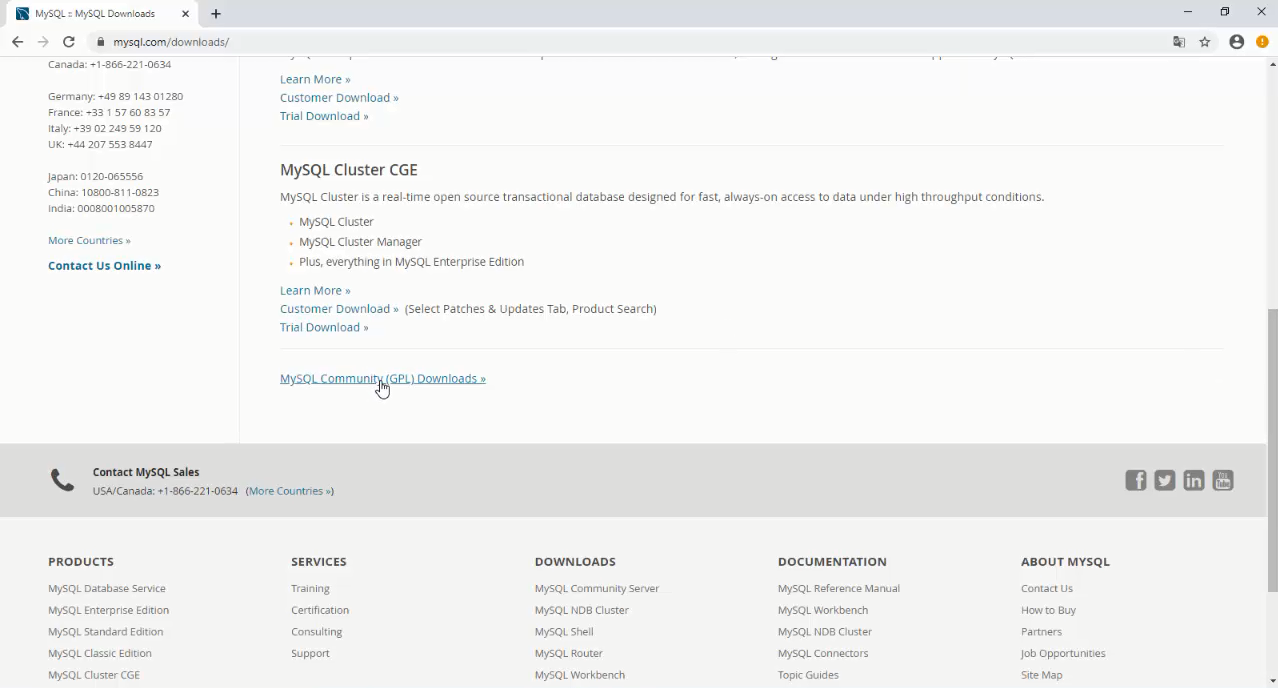 MySQL :: MySQL Downloads
mysql.com/downloads/
Canada: +1-866-221-0634
Germany: +49 89 143 01280
France: +33 1 57 60 83 57
Italy: +39 02 249 59 120
UK: +44 207 553 8447
Japan: 0120-065556
China: 10800-811-0823
India: 0008001005870
More Countries »
Contact Us Online »
Learn More »
Customer Download »
Trial Download »
MySQL Cluster CGE
MySQL Cluster is a real-time open source transactional database designed for fast, always-on access to data under high throughput conditions.
MySQL Cluster
MySQL Cluster Manager
Plus, everything in MySQL Enterprise Edition
Learn More »
Customer Download » (Select Patches & Updates Tab, Product Search)
Trial Download »
MySQL Community (GPL) Downloads »
Contact MySQL Sales
USA/Canada: +1-866-221-0634 (More Countries »)
PRODUCTS
MySQL Database Service
MySQL Enterprise Edition
MySQL Standard Edition
MySQL Classic Edition
MySQL Cluster CGE
SERVICES
Training
Certification
Consulting
Support
DOWNLOADS
MySQL Community Server
MySQL NDB Cluster
MySQL Shell
MySQL Router
MySQL Workbench
DOCUMENTATION
MySQL Reference Manual
MySQL Workbench
MySQL NDB Cluster
MySQL Connectors
Topic Guides
ABOUT MYSQL
Contact Us
How to Buy
Partners
Job Opportunities
Site Map